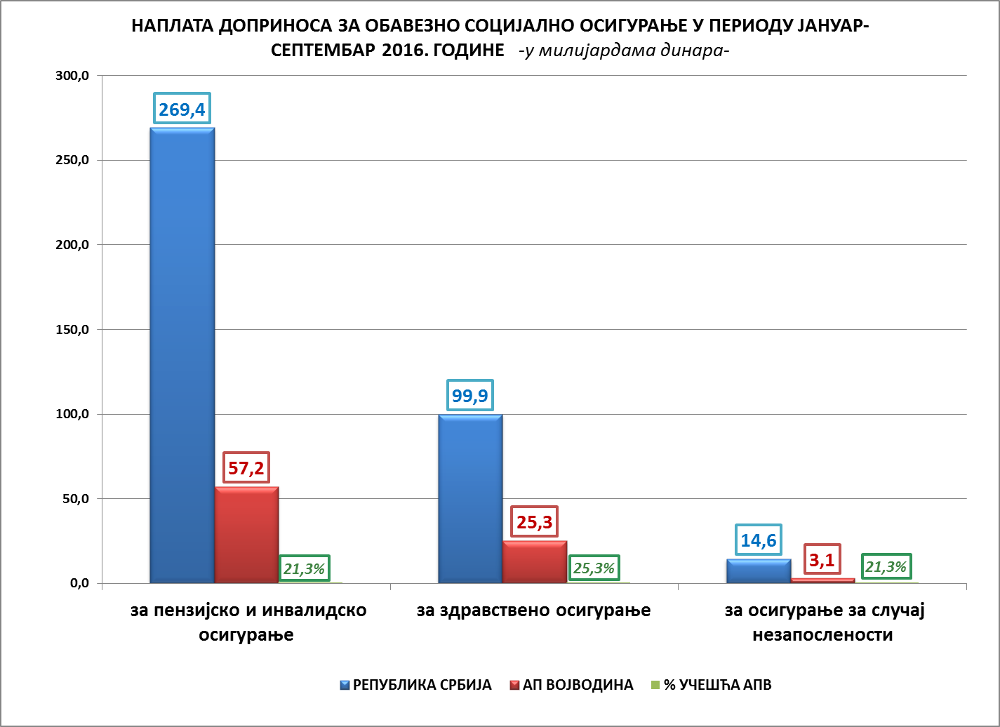 НАПЛАТА ДОПРИНОСА ЗА ОБАВЕЗНО СОЦИЈАЛНО ОСИГУРАЊЕ У ПЕРИОДУ ЈАНУАР-
СЕПТЕМБАР 2016. ГОДИНЕ -у милијардама динара-
300,0
269,4
250,0
200,0
150,0
99,9
100,0
57,2
50,0
25,3
14,6
3,1
21,3%
25,3%
21,3%
0,0
за пензијско и инвалидско
осигурање
за здравствено осигурање
за осигурање за случај
незапослености
РЕПУБЛИКА СРБИЈА
АП ВОЈВОДИНА
% УЧЕШЋА АПВ